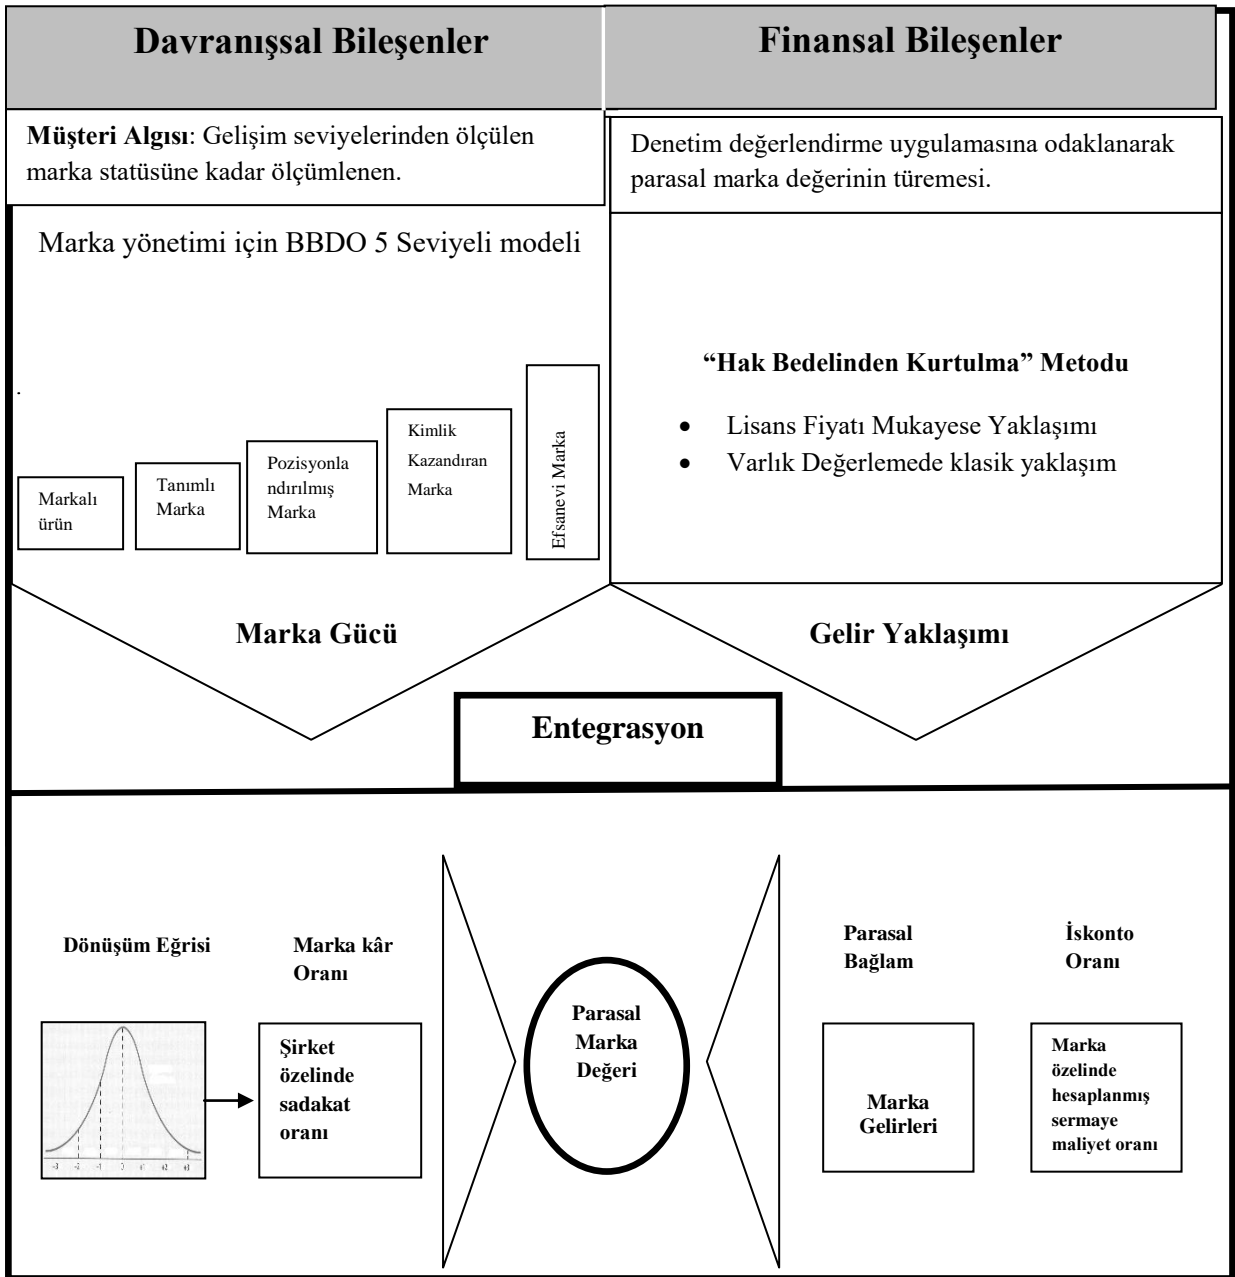 Davranışsal Bileşenler
Finansal Bileşenler
Müşteri Algısı: Gelişim seviyelerinden ölçülen
marka statüsüne kadar ölçümlenen.
Denetim değerlendirme uygulamasına odaklanarak
parasal marka değerinin türemesi.
Marka yönetimi için BBDO 5 Seviyeli modeli
.
Markalı
ürün
Tanımlı
Marka
Pozisyonla
ndırılmış
Marka
Kimlik
Kazandıran
Marka
Efsanevi Marka
“Hak Bedelinden Kurtulma” Metodu
• Lisans Fiyatı Mukayese Yaklaşımı
• Varlık Değerlemede klasik yaklaşım
Marka Gücü
Gelir Yaklaşımı
Entegrasyon
Dönüşüm Eğrisi
Marka kâr
Oranı
Şirket
özelinde
sadakat
oranı
Parasal
Marka
Değeri
Parasal
Bağlam
Marka
Gelirleri
İskonto
Oranı
Marka
özelinde
hesaplanmış
sermaye
maliyet oranı